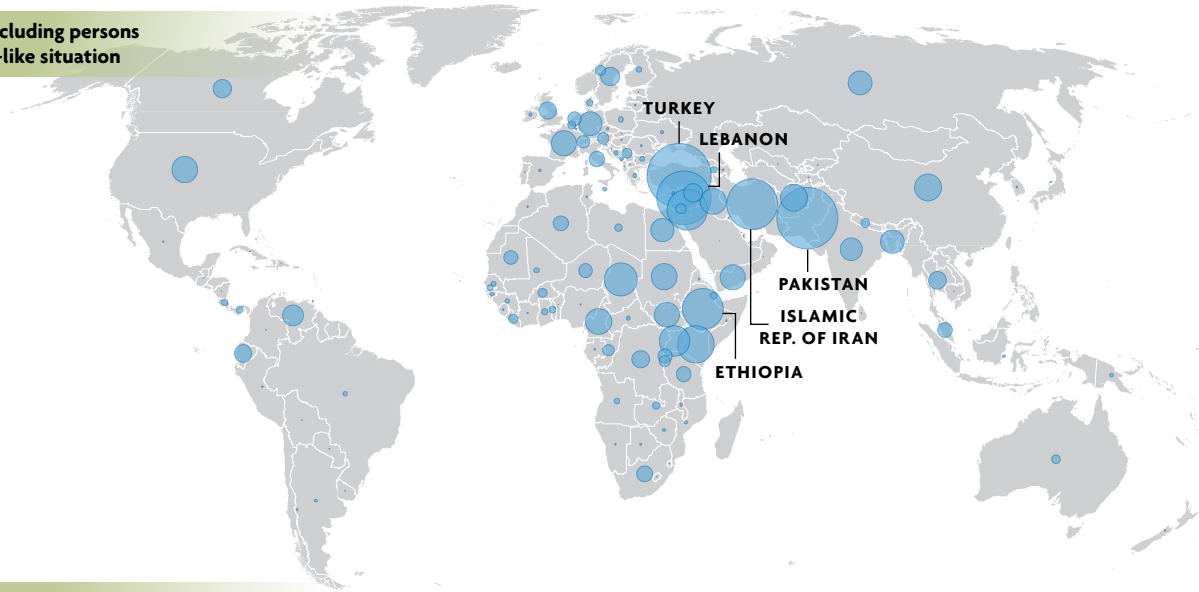 cluding persons
-like situation
TURKEY
LEBANON
PAKISTAN
ISLAMIC
REP. OF IRAN
ETHIOPIA